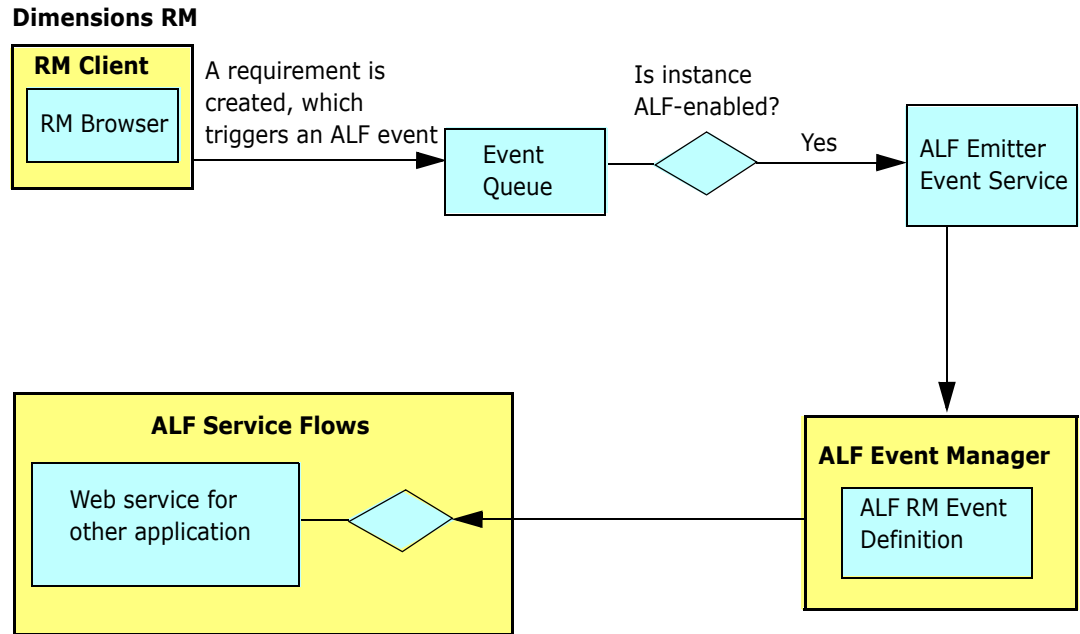 Dimensions RM
RM Client
RM Browser
A requirement is
created, which
triggers an ALF event
Event
Queue
Is instance
ALF-enabled?
Yes
ALF Emitter
Event Service
ALF Service Flows
Web service for
other application
ALF Event Manager
ALF RM Event
Definition